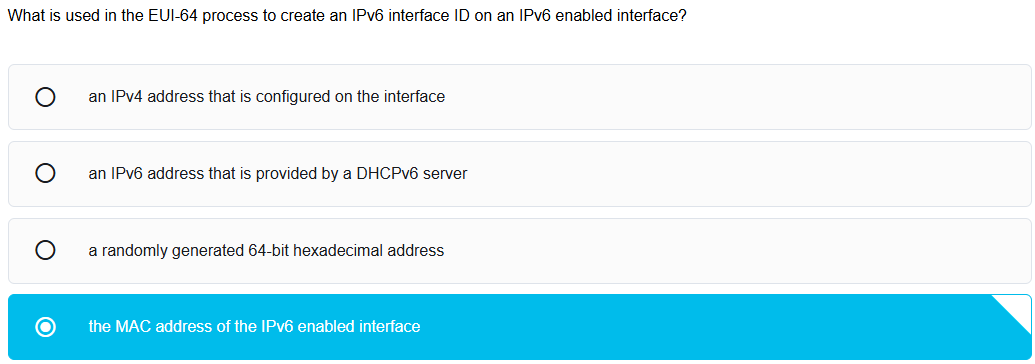 What is used in the EUI-64 process to create an IPv6 interface ID on an IPv6 enabled interface?
an IPv4 address that is configured on the interface
an IPv6 address that is provided by a DHCPv6 server
a randomly generated 64-bit hexadecimal address
the MAC address of the IPv6 enabled interface